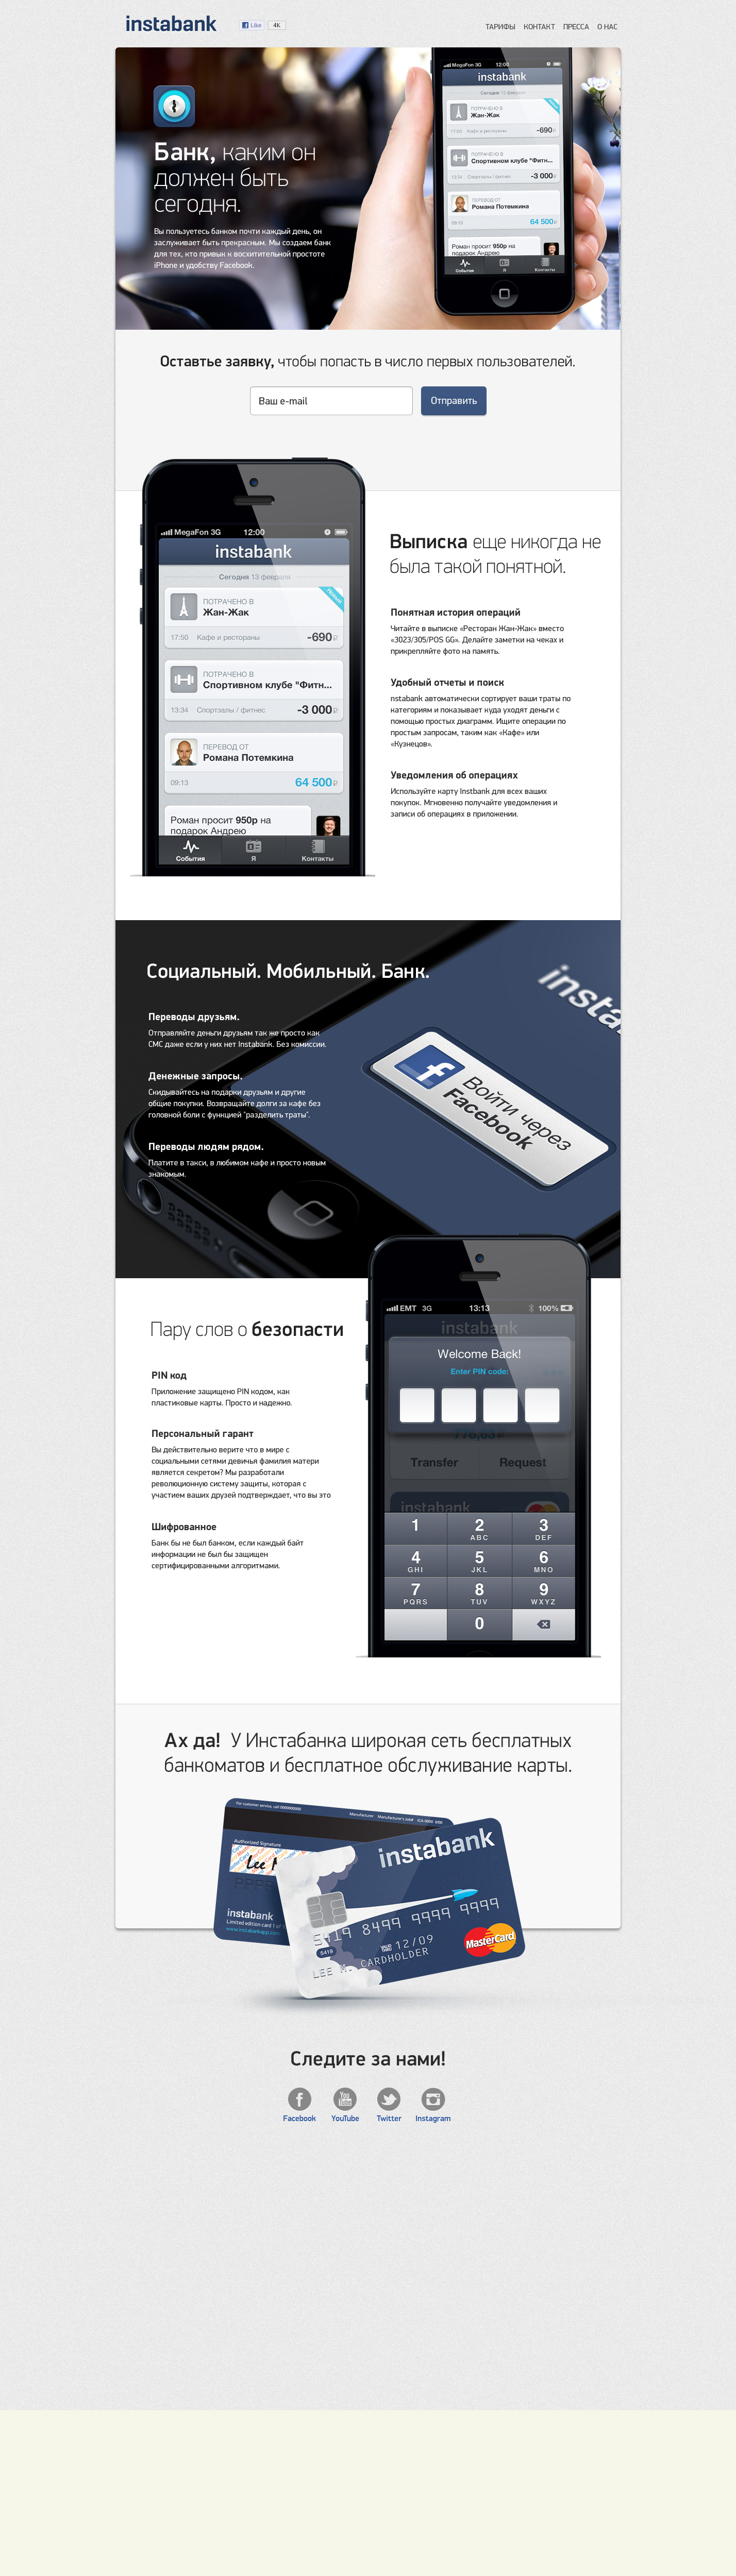 instabank
Like 4K
ТАРИФЫ КОНТАКТ ПРЕССА О НАС
Банк, каким он
должен быть
сегодня.
Вы пользуетесь банком почти каждый день, он
заслуживает быть прекрасным. Мы создаем банк
для тех, кто привык к восхитительной простоте
iPhone и удобству Facebook.
MegaFon 3G 12:00
instabank
Сегодня 13 февраля
ПОТРАЧЕНО В
Жан-Жак
17:50 Кафе и рестораны -690
ПОТРАЧЕНО В
Спортивном клубе "Фитн...
13:34 Спортзалы / фитнес -3 000
ПЕРЕВОД ОТ
Романа Потемкина
09:13 64 500
Роман просит 950р на
подарок Андрею
События Я Контакты
Оставтье заявку, чтобы попасть в число первых пользователей.
Ваш e-mail
Отправить
MegaFon 3G 12:00
instabank
Сегодня 13 февраля
ПОТРАЧЕНО В
Жан-Жак
17:50 Кафе и рестораны -690
ПОТРАЧЕНО В
Спортивном клубе "Фитн...
13:34 Спортзалы / фитнес -3 000
ПЕРЕВОД ОТ
Романа Потемкина
09:13 64 500
Роман просит 950р на
подарок Андрею
События Я Контакты
Выписка еще никогда не
была такой понятной.
Понятная история операций
Читайте в выписке «Ресторан Жан-Жак» вместо
«3023/305/POS GG». Делайте заметки на чеках и
прикрепляйте фото на память.
Удобный отчеты и поиск
nstabank автоматически сортирует ваши траты по
категориям и показывает куда уходят деньги с
помощью простых диаграмм. Ищите операции по
простым запросам, таким как «Кафе» или
«Кузнецов».
Уведомления об операциях
Используйте карту Instbank для всех ваших
покупок. Мгновенно получайте уведомления и
записи об операциях в приложении.
Социальный. Мобильный. Банк.
Переводы друзьям.
Отправляйте деньги друзьям так же просто как
СМС даже если у них нет Instabank. Без комиссии.
Денежные запросы.
Скидывайтесь на подарки друзьям и другие
общие покупки. Возвращайте долги за кафе без
головной боли с функцией "разделить траты".
Переводы людям рядом.
Платите в такси, в любимом кафе и просто новым
знакомым.
insta
Войти через
Facebook
Пару слов о безопасти
PIN код
Приложение защищено PIN кодом, как
пластиковые карты. Просто и надежно.
Персональный гарант
Вы действительно верите что в мире с
социальными сетями девичья фамилия матери
является секретом? Мы разработали
революционную систему защиты, которая с
участием ваших друзей подтверждает, что вы это
Шифрованное
Банк бы не был банком, если каждый байт
информации не был бы защищен
сертифицированными алгоритмами.
EMT 3G 13:13 100%
instabank
Welcome Back!
Enter PIN code:
Transfer Request
instabank
1 2 3
ABC DEF
4 5 6
GHI JKL MNO
7 8 9
PQRS TUV WXYZ
0
Ах да! У Инстабанка широкая сеть бесплатных
банкоматов и бесплатное обслуживание карты.
For customer service, call 0000000000
Authorized Signature
instabank
Limited edition card 1 of
www.instabankapp.com
instabank
5419 8499 9999 9999
5419
12/09
LEE M. CARDHOLDER
MasterCard
Следите за нами!
Facebook YouTube Twitter Instagram